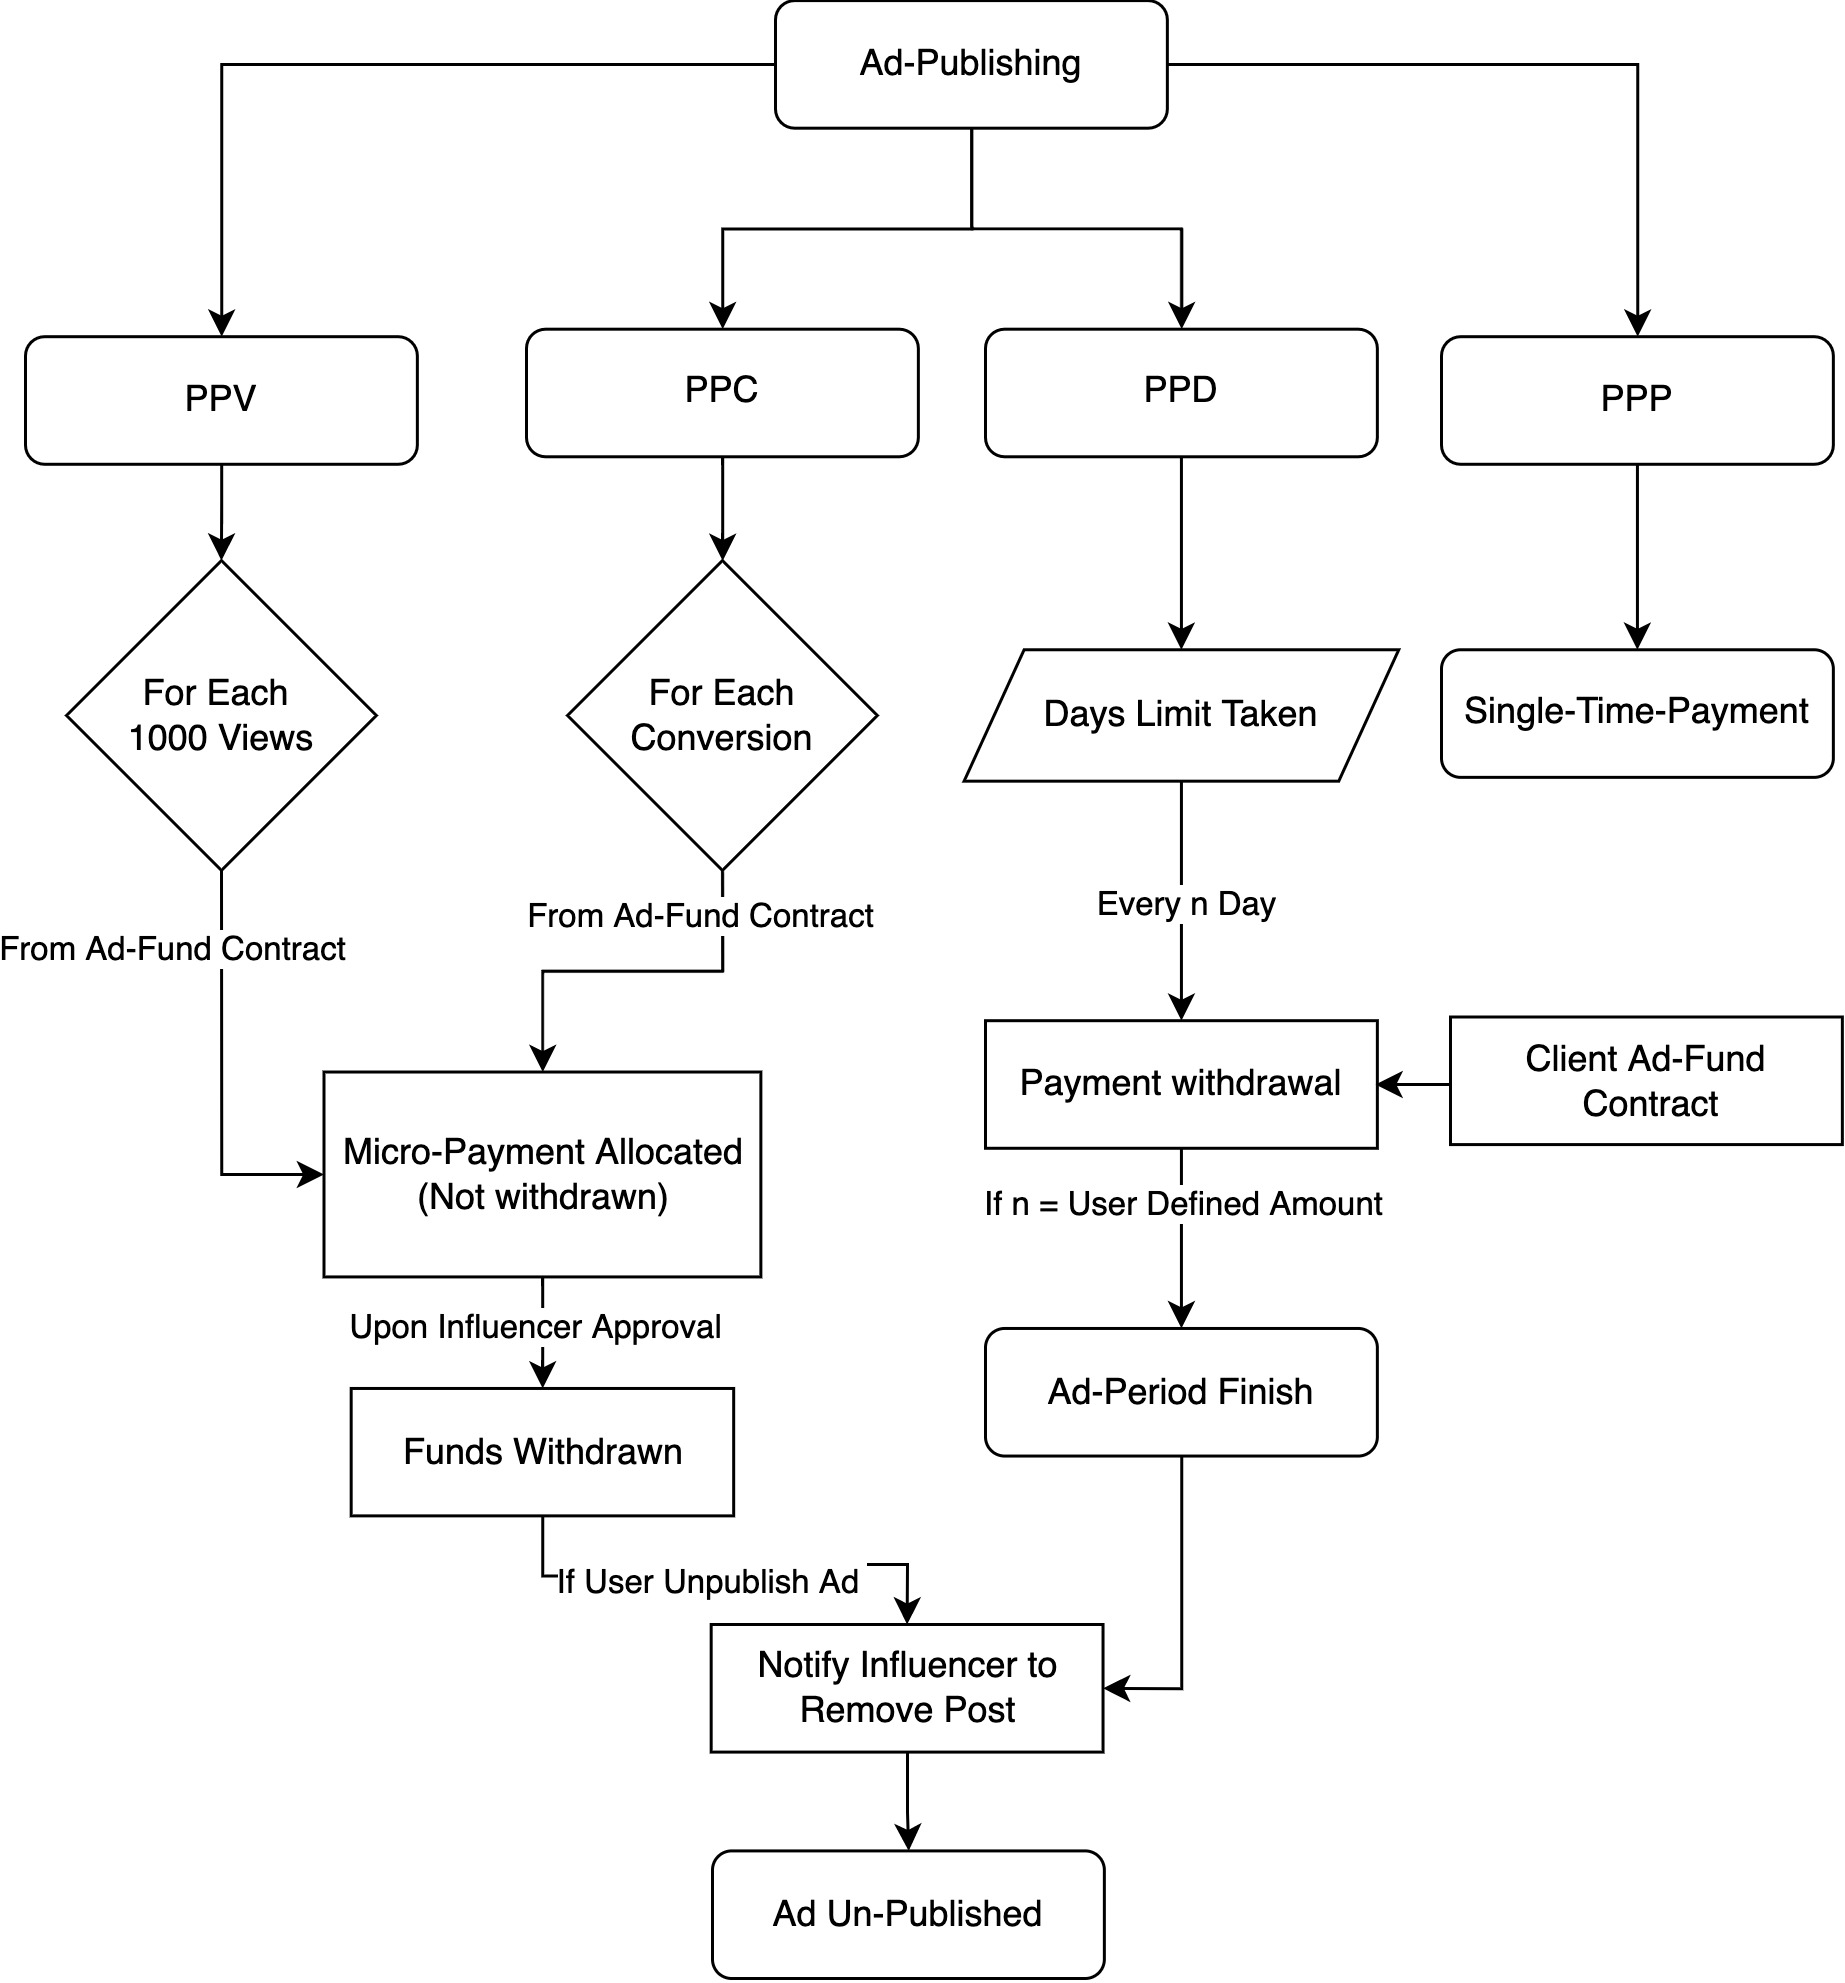 Ad-Publishing
PPV
PPC
PPD
PPP
For Each
1000 Views
For Each
Conversion
Days Limit Taken
Single-Time-Payment
From Ad-Fund Contract
From Ad-Fund Contract
Every n Day
Micro-Payment Allocated
(Not withdrawn)
Payment withdrawal
Client Ad-Fund
Contract
If n = User Defined Amount
Upon Influencer Approval
Funds Withdrawn
Ad-Period Finish
If User Unpublish Ad
Notify Influencer to
Remove Post
Ad Un-Published